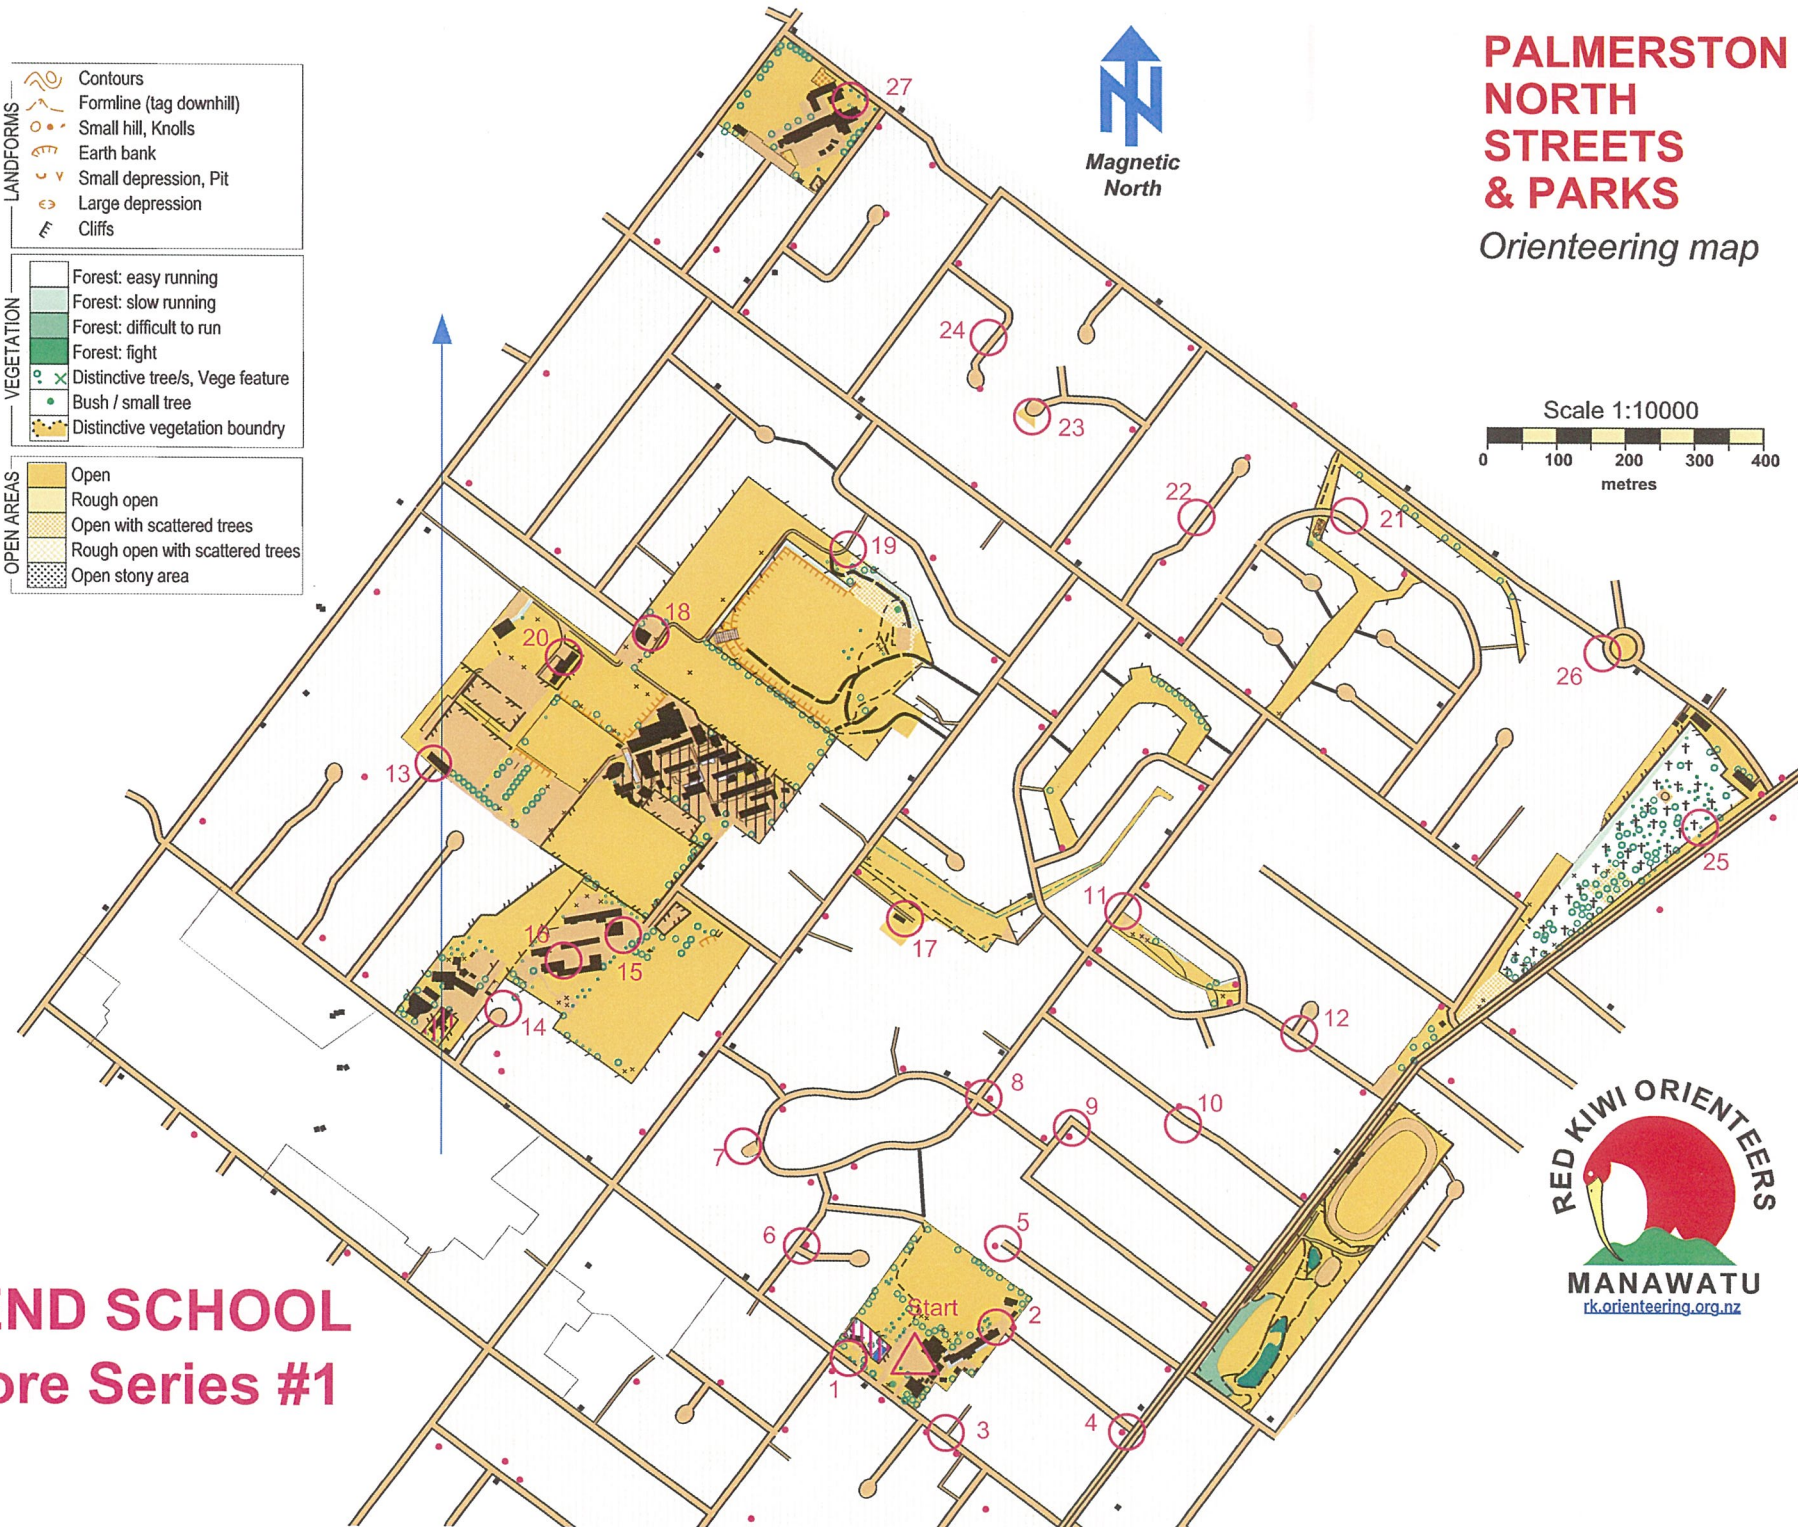 PALMERSTON
NORTH
STREETS
& PARKS
Orienteering map
Magnetic
North
Scale 1:10000
0 100 200 300 400
metres
LANDFORMS
Contours
Formline (tag downhill)
Small hill, Knolls
Earth bank
Small depression, Pit
Large depression
Cliffs
VEGETATION
Forest: easy running
Forest: slow running
Forest: difficult to run
Forest: fight
Distinctive tree/s, Vege feature
Bush / small tree
Distinctive vegetation boundry
OPEN AREAS
Open
Rough open
Open with scattered trees
Rough open with scattered trees
Open stony area
27
24
23
22
21
19
18
20
26
13
25
11
17
16
15
14
12
8
9
10
7
6
5
Start
2
1
3
4
END SCHOOL
ore Series #1
RED KIWI ORIENTEERS
MANAWATU
rk.orienteering.org.nz